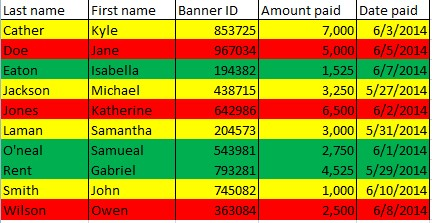 Last name First name Banner ID Amount paid Date paid
Cather Kyle 853725 7,000 6/3/2014
Doe Jane 967034 5,000 6/5/2014
Eaton Isabella 194382 1,525 6/7/2014
Jackson Michael 438715 3,250 5/27/2014
Jones Katherine 642986 6,500 6/2/2014
Laman Samantha 204573 3,000 5/31/2014
O'neal Samueal 543981 2,750 6/1/2014
Rent Gabriel 793281 4,525 5/29/2014
Smith John 745082 1,000 6/10/2014
Wilson Owen 363084 2,500 6/8/2014